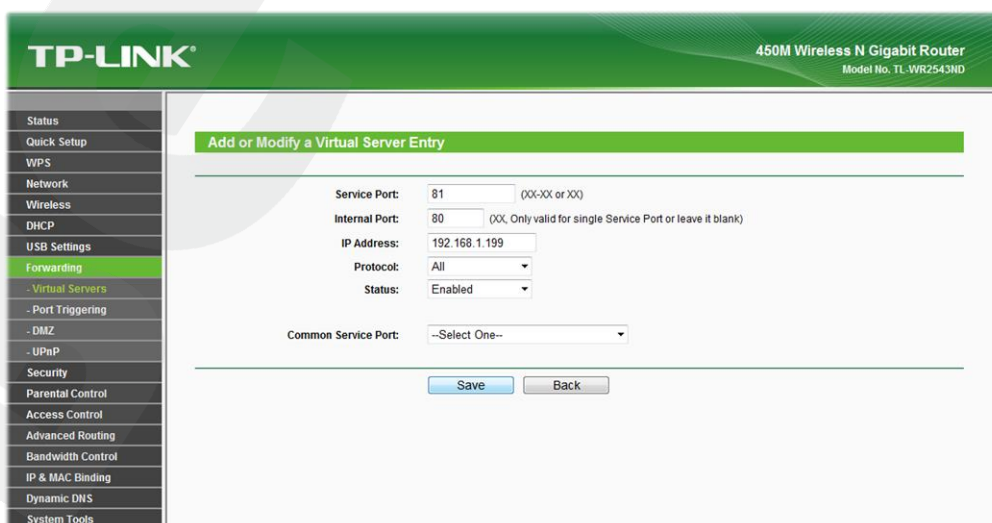 TP-LINK®
450M Wireless N Gigabit Router
Model No. TL-WR2543ND
Status
Quick Setup
WPS
Network
Wireless
DHCP
USB Settings
Forwarding
- Virtual Servers
- Port Triggering
- DMZ
- UPnP
Security
Parental Control
Access Control
Advanced Routing
Bandwidth Control
IP & MAC Binding
Dynamic DNS
System Tools
Add or Modify a Virtual Server Entry
Service Port: 81 (XX-XX or XX)
Internal Port: 80 (XX, Only valid for single Service Port or leave it blank)
IP Address: 192.168.1.199
Protocol: All
Status: Enabled
Common Service Port: --Select One--
Save Back